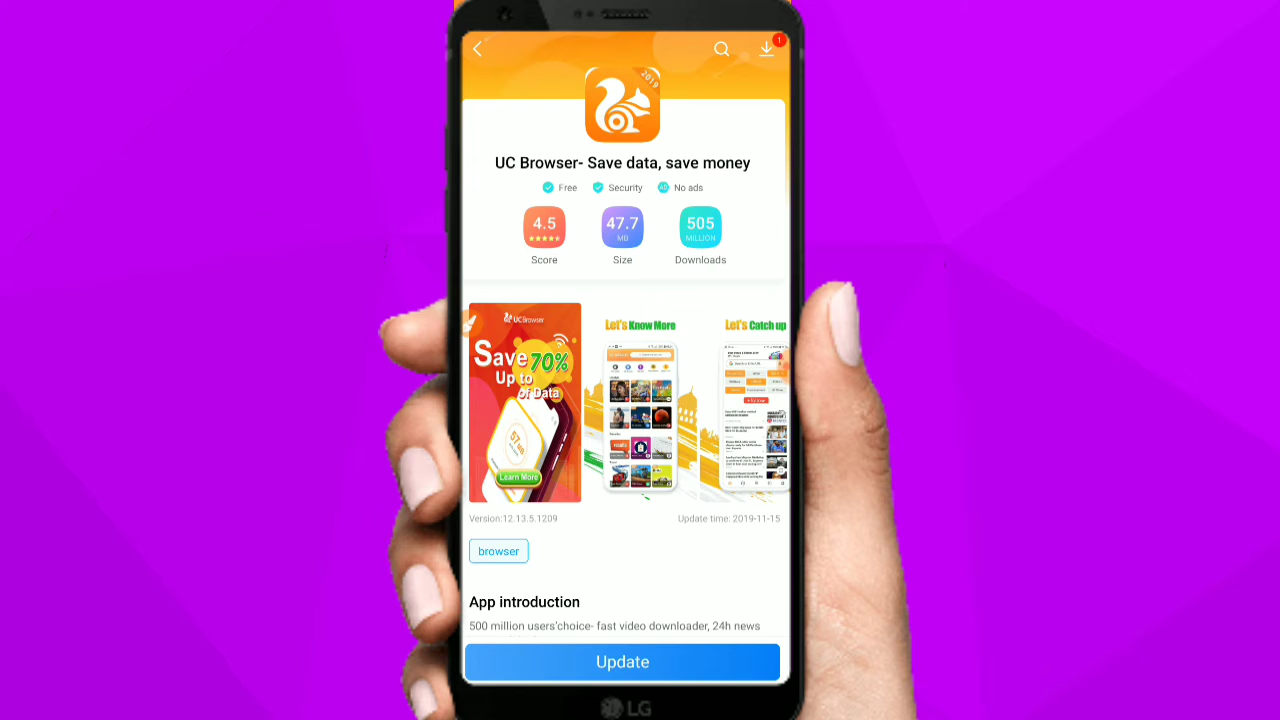 1
2019
UC Browser- Save data, save money
Free
Security
No ads
4.5
47.7
MB
505
MILLION
Score
Size
Downloads
UC Browser
Save 70%
Up to
of Data
Learn More
Let's Know More
Let's Catch up
Version:12.13.5.1209
Update time: 2019-11-15
browser
App introduction
500 million users'choice- fast video downloader, 24h news
Update
LG